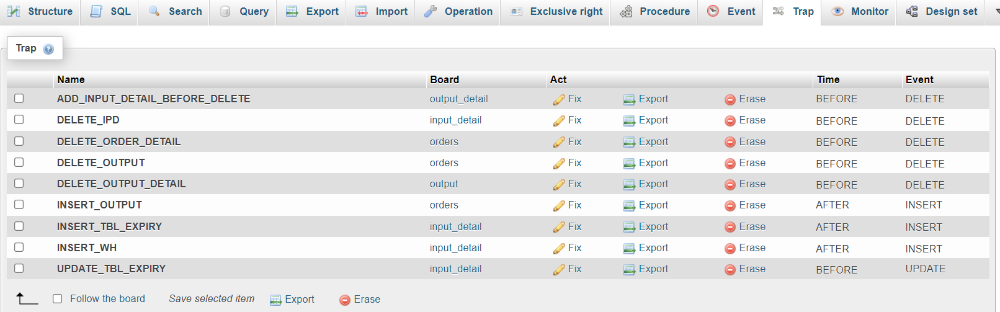 Structure SQL Search Query Export Import Operation Exclusive right Procedure Event Trap Monitor Design set
Trap
Name Board Act Time Event
ADD_INPUT_DETAIL_BEFORE_DELETE output_detail Fix Export Erase BEFORE DELETE
DELETE_IPD input_detail Fix Export Erase BEFORE DELETE
DELETE_ORDER_DETAIL orders Fix Export Erase BEFORE DELETE
DELETE_OUTPUT orders Fix Export Erase BEFORE DELETE
DELETE_OUTPUT_DETAIL output Fix Export Erase BEFORE DELETE
INSERT_OUTPUT orders Fix Export Erase AFTER INSERT
INSERT_TBL_EXPIRY input_detail Fix Export Erase AFTER INSERT
INSERT_WH input_detail Fix Export Erase AFTER INSERT
UPDATE_TBL_EXPIRY input_detail Fix Export Erase BEFORE UPDATE
Follow the board Save selected item Export Erase